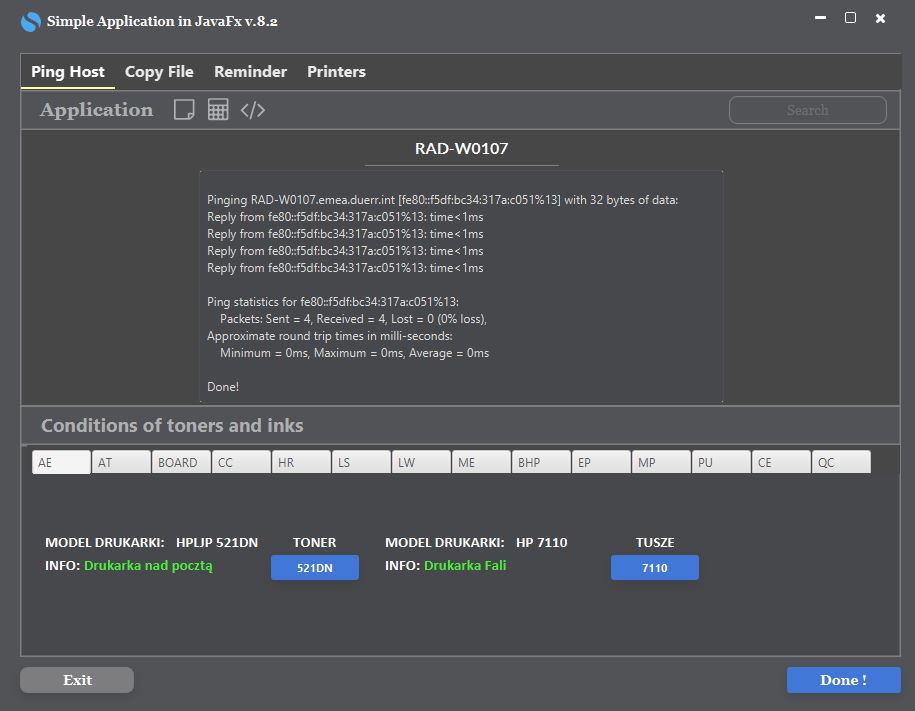 Simple Application in JavaFx v.8.2
Ping Host Copy File Reminder Printers
Application </> Search
RAD-W0107
Pinging RAD-W0107.emea.duerr.int [fe80::f5df:bc34:317a:c051%13] with 32 bytes of data:
Reply from fe80::f5df:bc34:317a:c051%13: time<1ms
Reply from fe80::f5df:bc34:317a:c051%13: time<1ms
Reply from fe80::f5df:bc34:317a:c051%13: time<1ms
Reply from fe80::f5df:bc34:317a:c051%13: time<1ms
Ping statistics for fe80::f5df:bc34:317a:c051%13:
Packets: Sent = 4, Received = 4, Lost = 0 (0% loss),
Approximate round trip times in milli-seconds:
Minimum = 0ms, Maximum = 0ms, Average = 0ms
Done!
Conditions of toners and inks
AE AT BOARD CC HR LS LW ME BHP EP MP PU CE QC
MODEL DRUKARKI: HPLJP 521DN TONER MODEL DRUKARKI: HP 7110 TUSZE
INFO: Drukarka nad pocztą 521DN INFO: Drukarka Fali 7110
Exit Done !